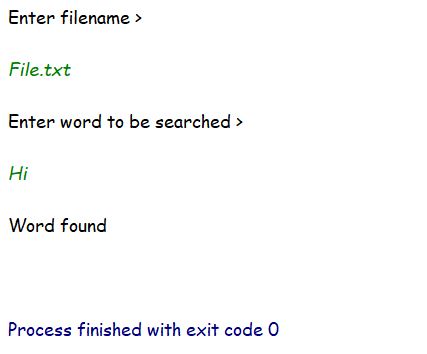 Enter filename >
File.txt
Enter word to be searched >
Hi
Word found
Process finished with exit code 0